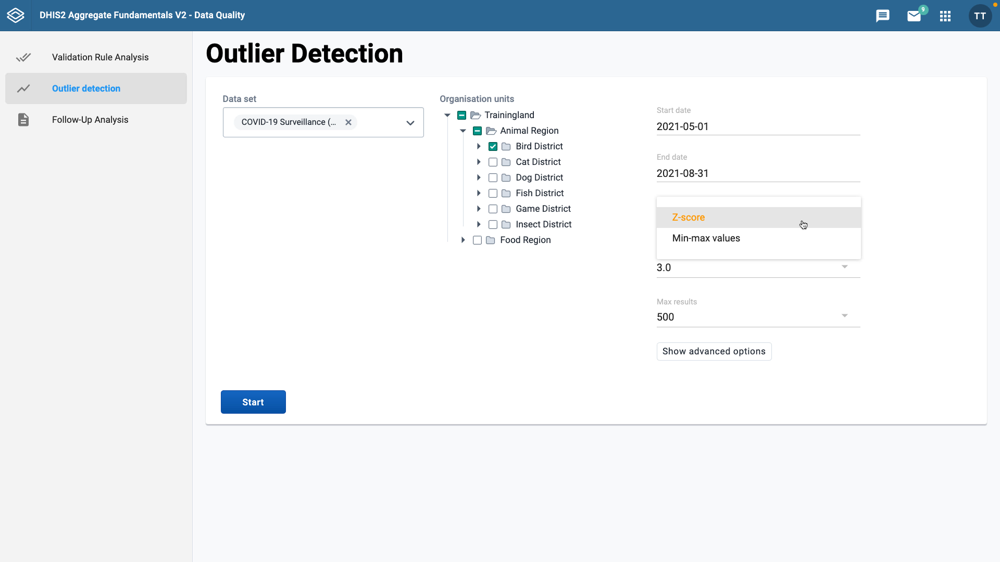 DHIS2 Aggregate Fundamentals V2 - Data Quality
9
TT
Validation Rule Analysis
Outlier detection
Follow-Up Analysis
Outlier Detection
Data set
COVID-19 Surveillance (...
Organisation units
Trainingland
Animal Region
Bird District
Cat District
Dog District
Fish District
Game District
Insect District
Food Region
Start date
2021-05-01
End date
2021-08-31
Z-score
Min-max values
3.0
Max results
500
Show advanced options
Start